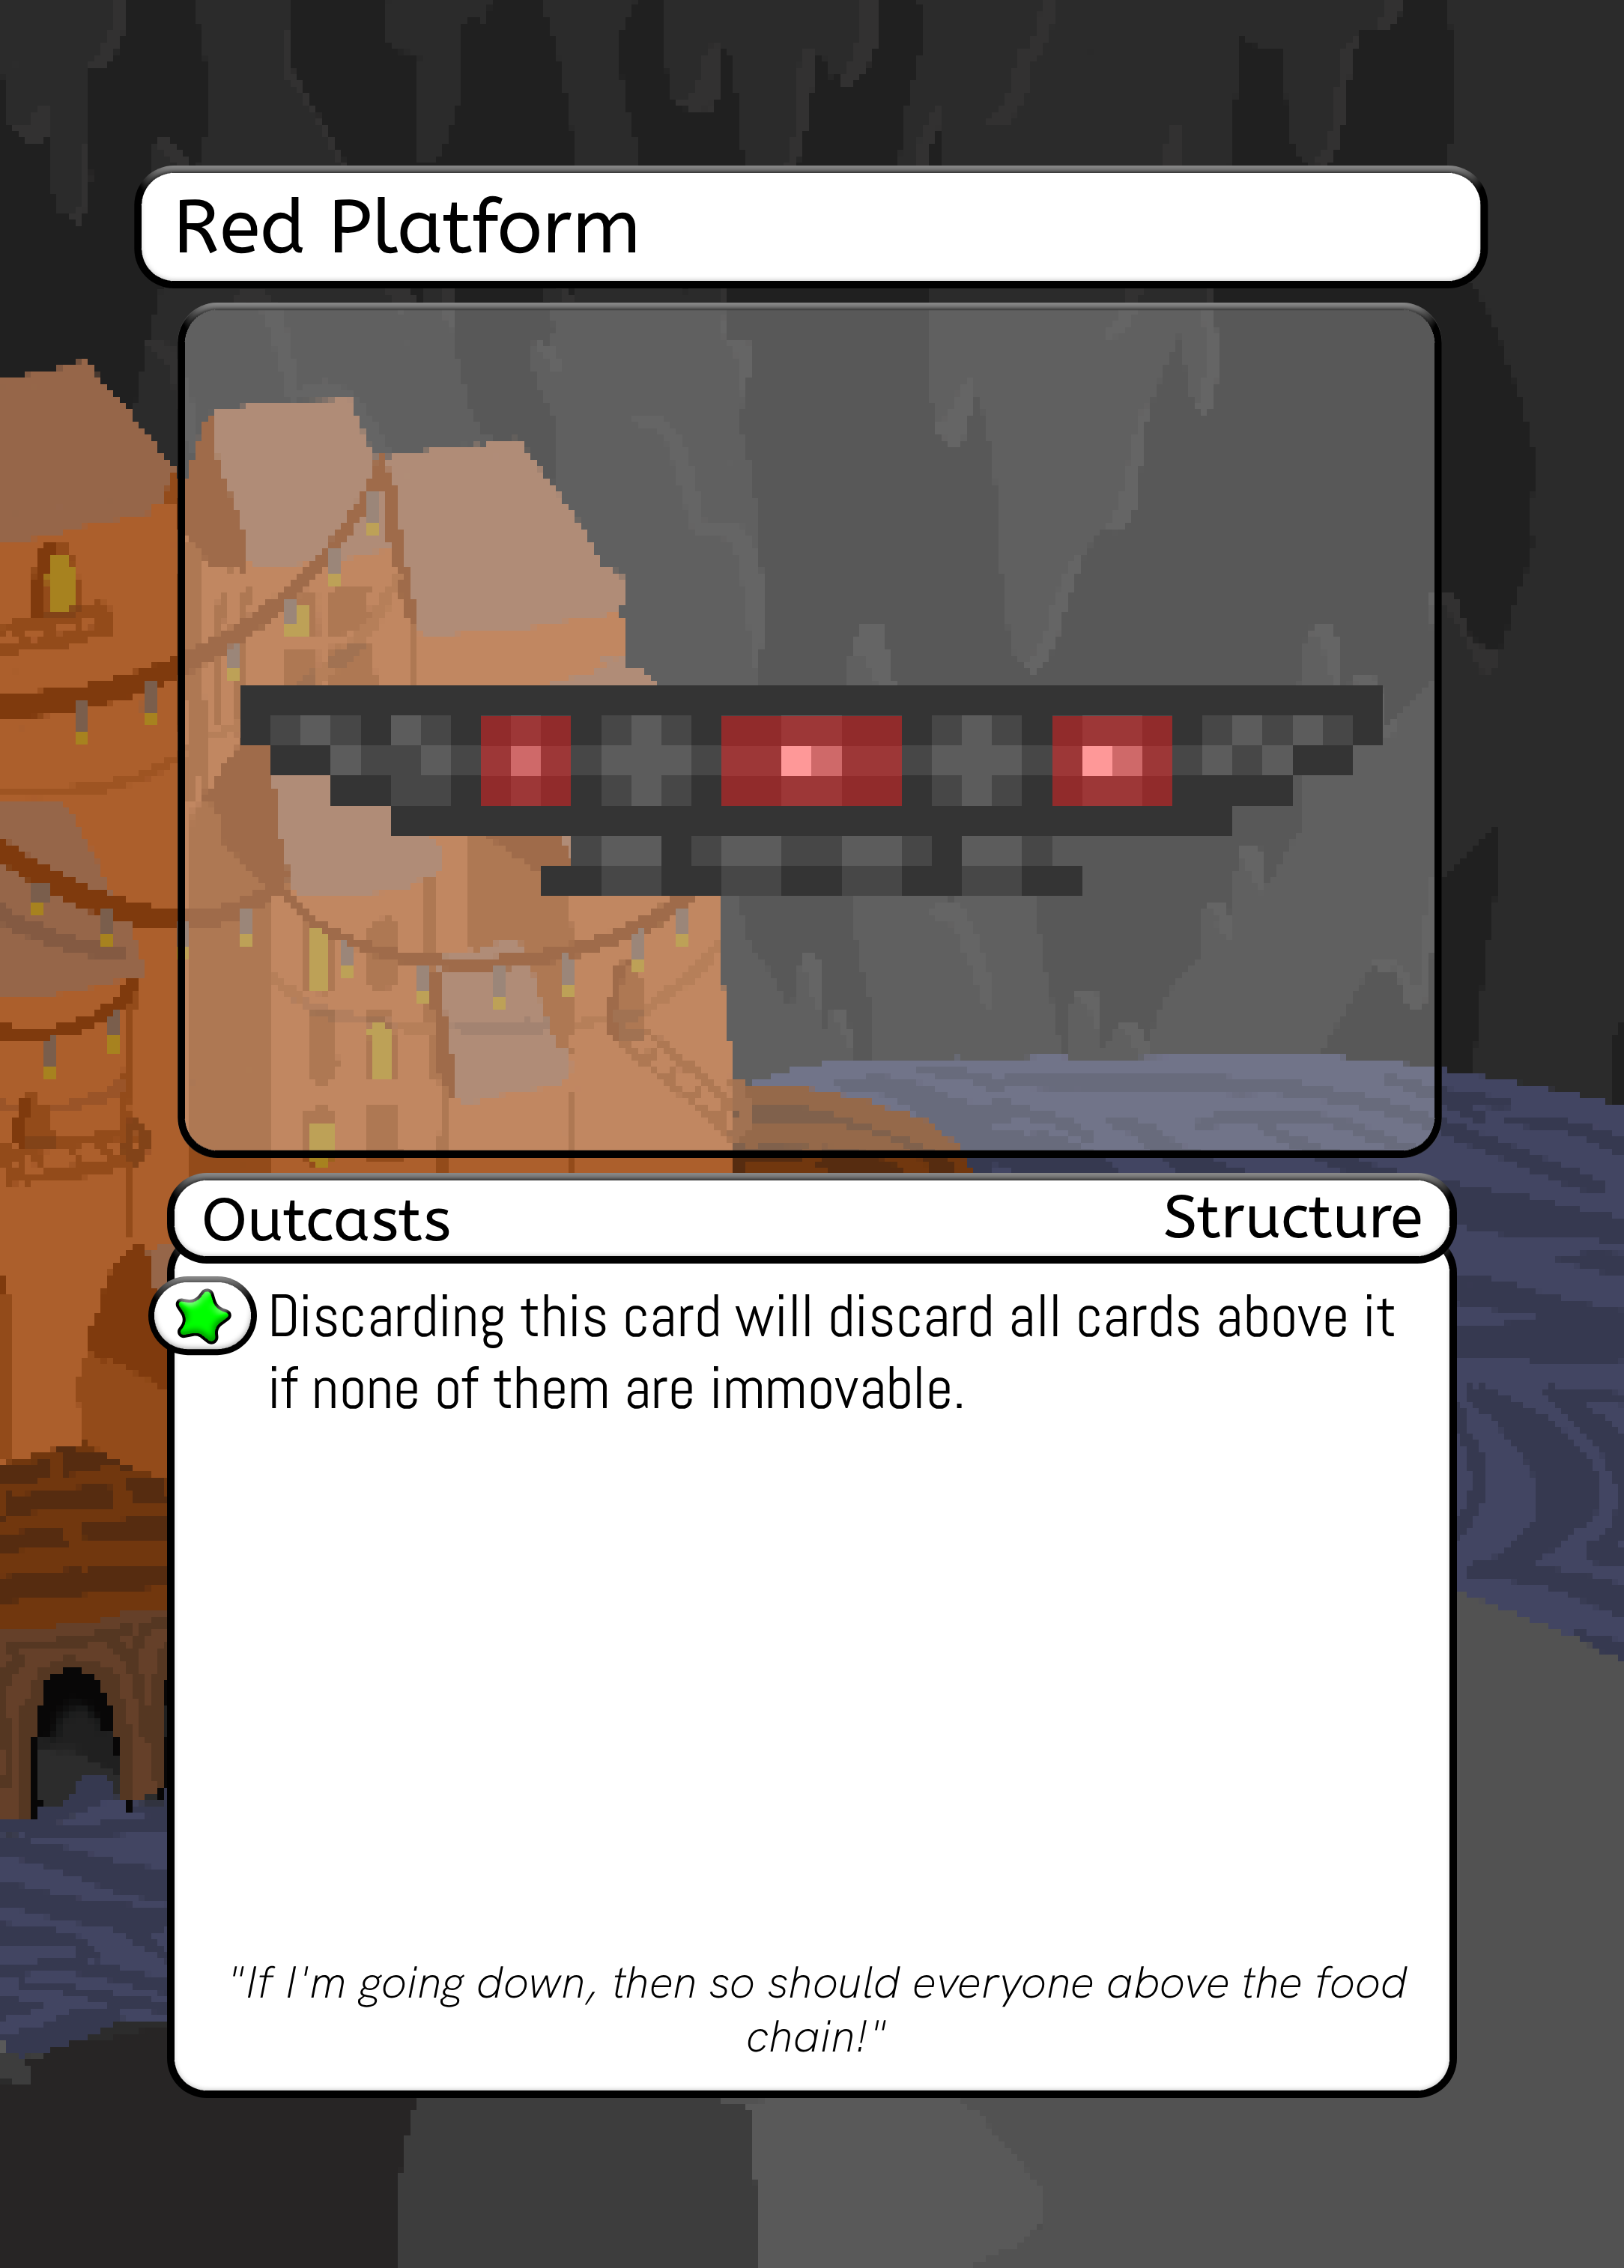 Red Platform
Outcasts Structure
Discarding this card will discard all cards above it
if none of them are immovable.
"If I'm going down, then so should everyone above the food
chain!"